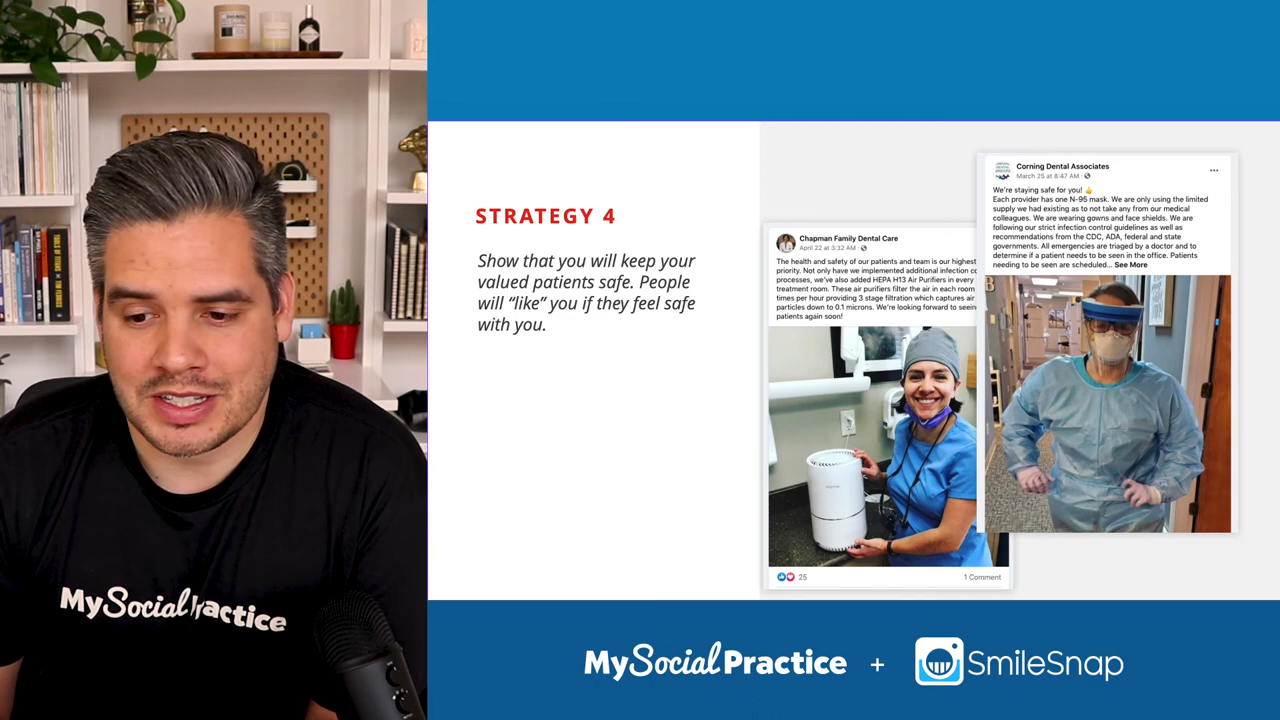 STRATEGY 4
Show that you will keep your
valued patients safe. People
will “like” you if they feel safe
with you.
Chapman Family Dental Care
April 22 at 3:32 AM ·
The health and safety of our patients and team is our highest
priority. Not only have we implemented additional infection
processes, we've also added HEPA H13 Air Purifiers in every
treatment room. These air purifiers filter the air in each room
times per hour providing 3 stage filtration which captures air
particles down to 0.1 microns. We're looking forward to seein
patients again soon!
25
1 Comment
Corning Dental Associates
March 25 at 8:47 AM ·
We're staying safe for you! 👍
Each provider has one N-95 mask. We are only using the limited
supply we had existing as to not take any from our medical
colleagues. We are wearing gowns and face shields. We are
following our strict infection control guidelines as well as
recommendations from the CDC, ADA, federal and state
governments. All emergencies are triaged by a doctor and to
determine if a patient needs to be seen in the office. Patients
needing to be seen are scheduled... See More
MySocial Practice
MySocialPractice + SmileSnap
TOOLS OF TITANS TIM FERRISS